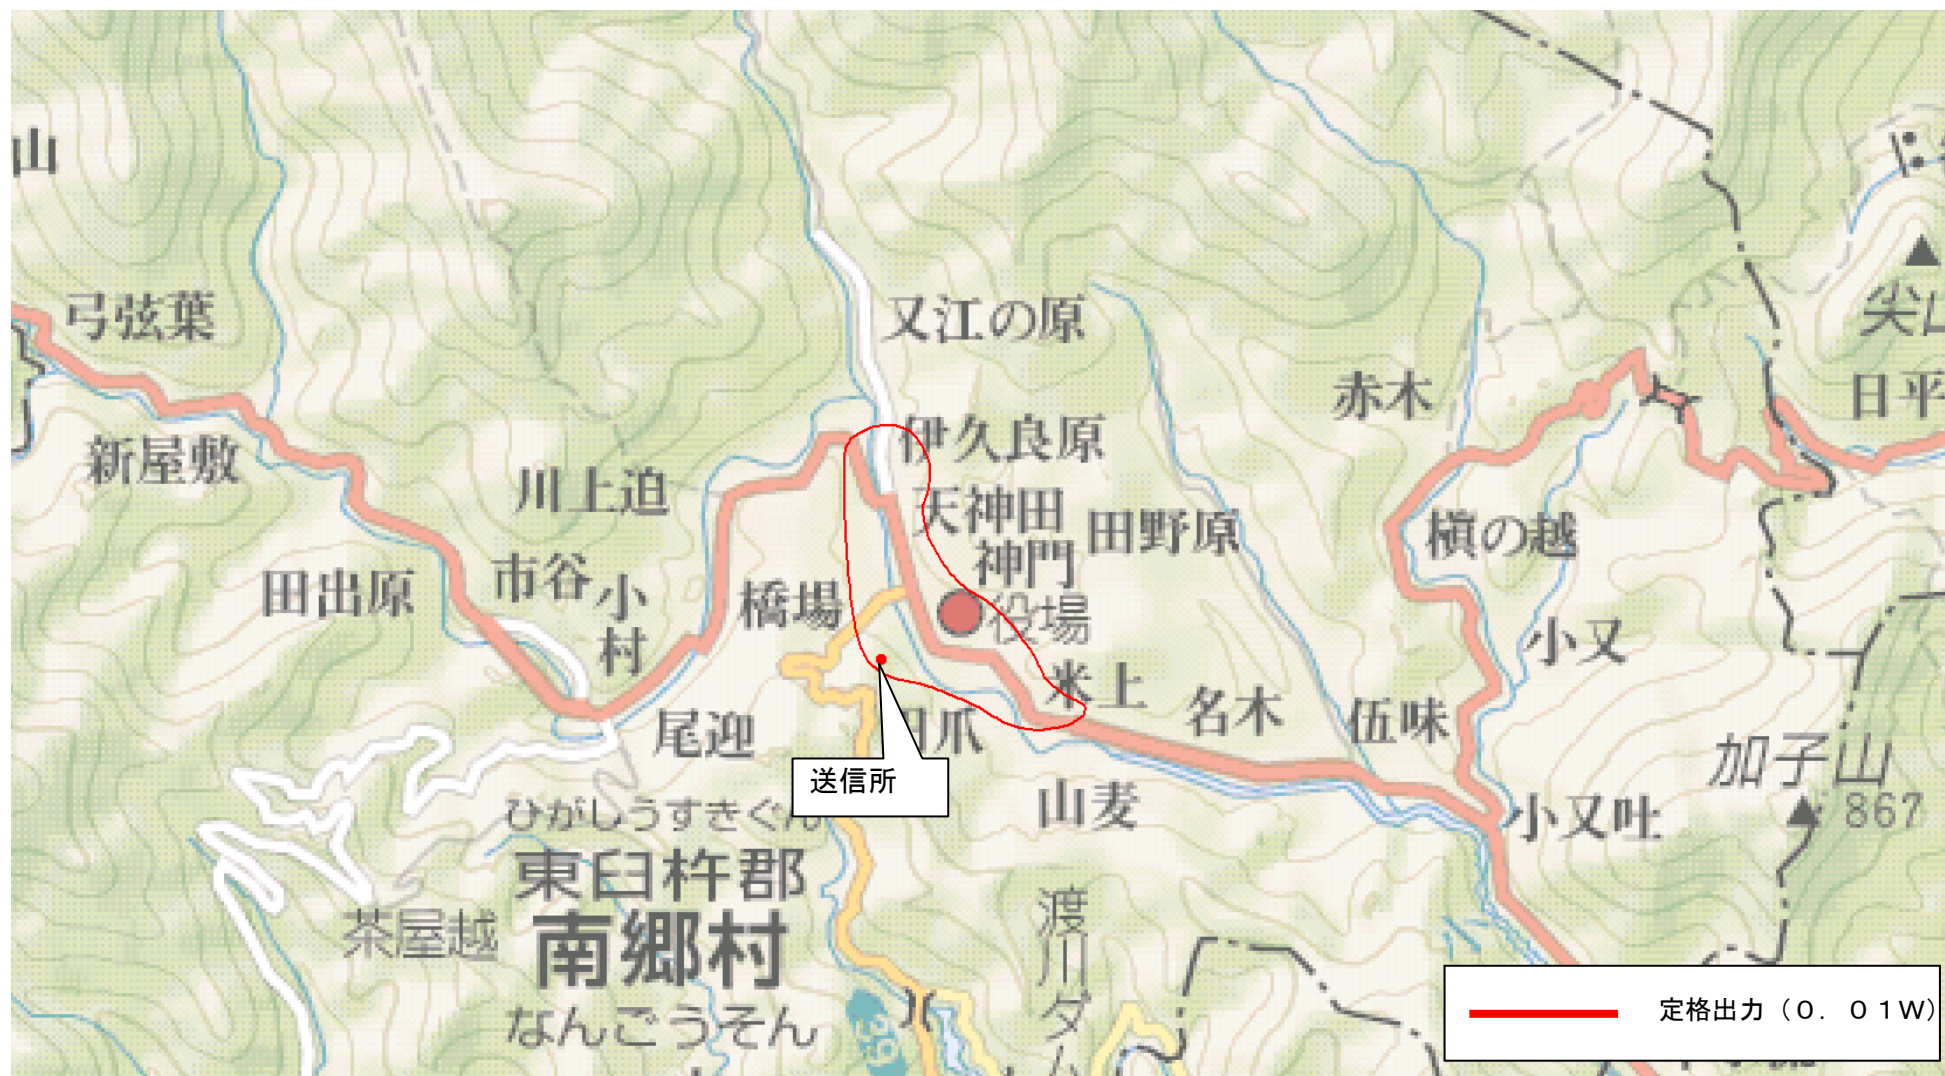 山
弓弦葉
又江の原
尖山
赤木
日平
新屋敷
伊久良原
川上迫
天神田
田野原
槇の越
神門
市谷
田出原
小村
橋場
役場
小又
米上
名木
伍味
尾迎
加子山
送信所
山麦
867
小又吐
ひがしうすきぐん
東臼杵郡
茶屋越
南郷村
なんごうそん
渡川ダム
39
定格出力（０．０１Ｗ）